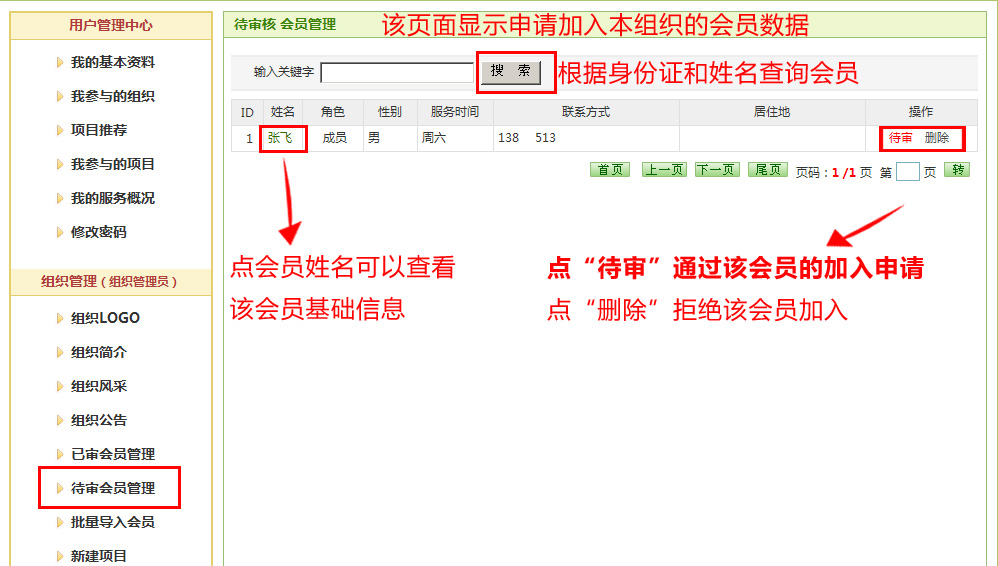 用户管理中心
我的基本资料
我参与的组织
项目推荐
我参与的项目
我的服务概况
修改密码
组织管理（组织管理员）
组织LOGO
组织简介
组织风采
组织公告
已审会员管理
待审会员管理
批量导入会员
新建项目
待审核 会员管理
该页面显示申请加入本组织的会员数据
输入关键字 搜 索 根据身份证和姓名查询会员
ID 姓名 角色 性别 服务时间 联系方式 居住地 操作
1 张飞 成员 男 周六 138 513 待审 删除
首页 上一页 下一页 尾页 页码：1 /1 页 第 页 转
点会员姓名可以查看
该会员基础信息
点“待审”通过该会员的加入申请
点“删除”拒绝该会员加入